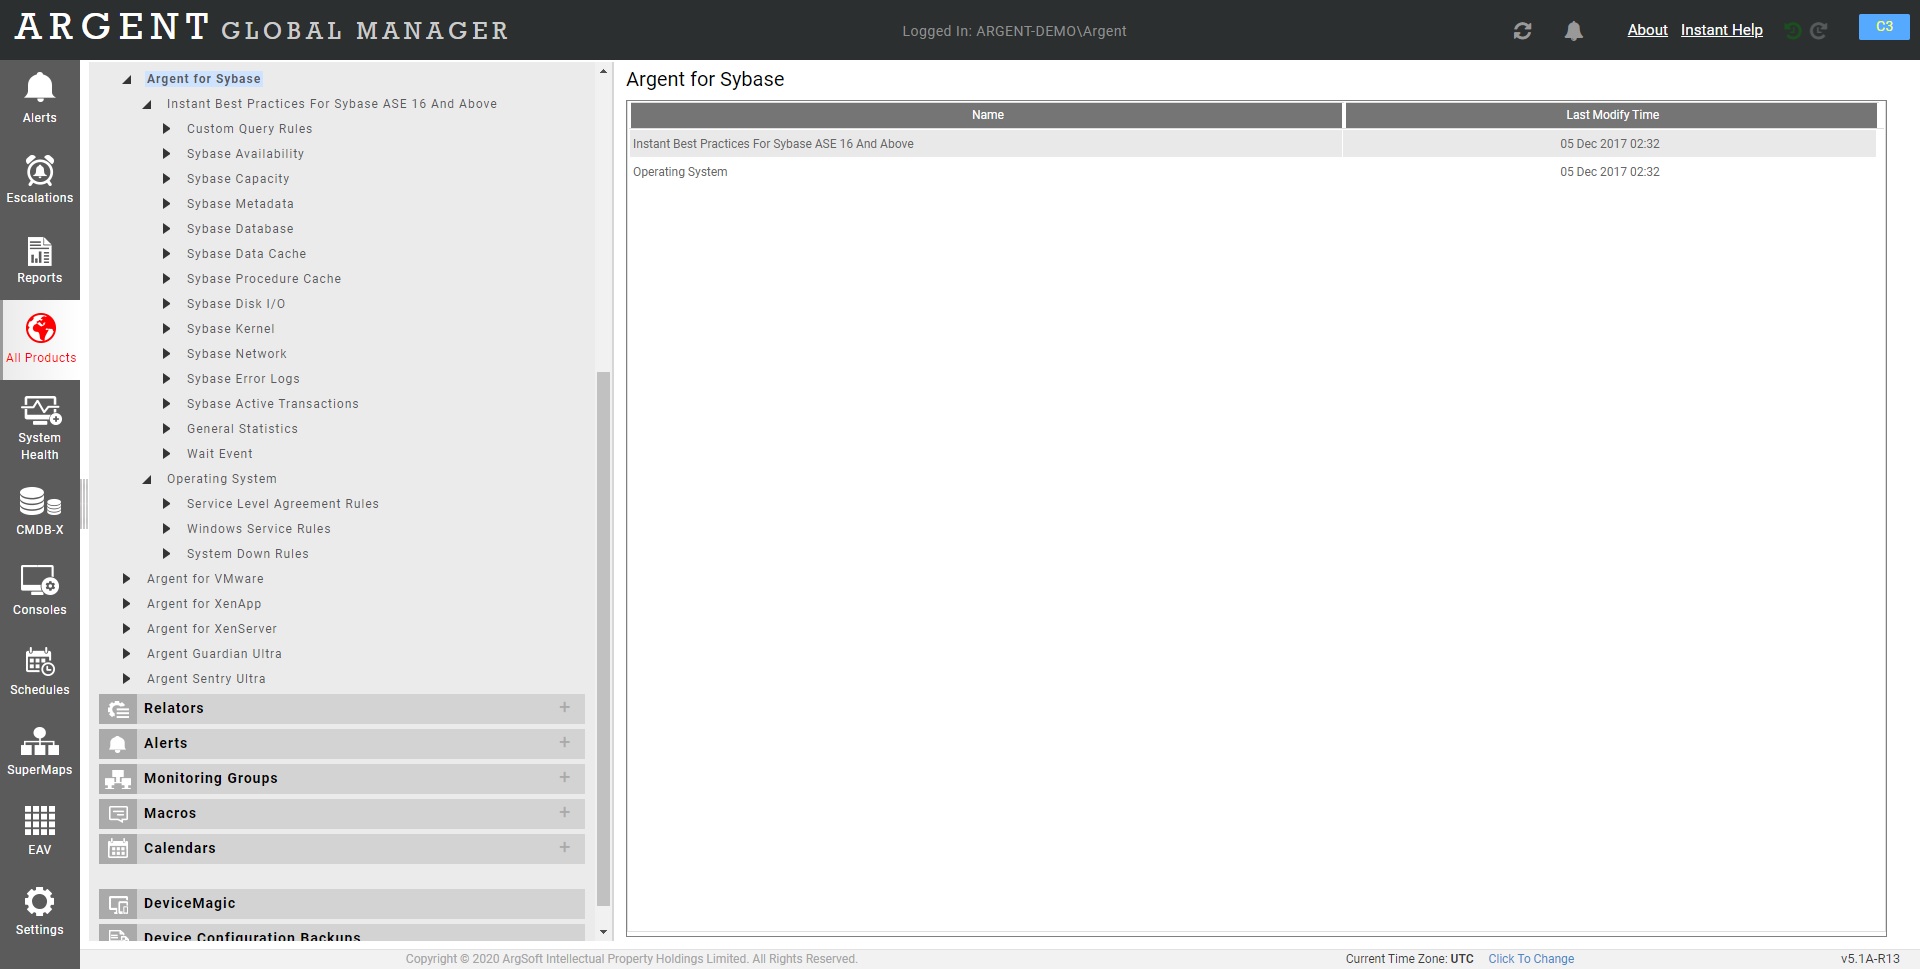 ARGENT GLOBAL MANAGER
Logged In: ARGENT-DEMO\Argent
About
Instant Help
C3
Alerts
Escalations
Reports
All Products
System
Health
CMDB-X
Consoles
Schedules
SuperMaps
EAV
Settings
Argent for Sybase
Instant Best Practices For Sybase ASE 16 And Above
Custom Query Rules
Sybase Availability
Sybase Capacity
Sybase Metadata
Sybase Database
Sybase Data Cache
Sybase Procedure Cache
Sybase Disk I/O
Sybase Kernel
Sybase Network
Sybase Error Logs
Sybase Active Transactions
General Statistics
Wait Event
Operating System
Service Level Agreement Rules
Windows Service Rules
System Down Rules
Argent for VMware
Argent for XenApp
Argent for XenServer
Argent Guardian Ultra
Argent Sentry Ultra
Relators +
Alerts +
Monitoring Groups +
Macros +
Calendars +
DeviceMagic
Device Configuration Backups
Argent for Sybase
Name Last Modify Time
Instant Best Practices For Sybase ASE 16 And Above 05 Dec 2017 02:32
Operating System 05 Dec 2017 02:32
Copyright © 2020 ArgSoft Intellectual Property Holdings Limited. All Rights Reserved.
Current Time Zone: UTC Click To Change
v5.1A-R13